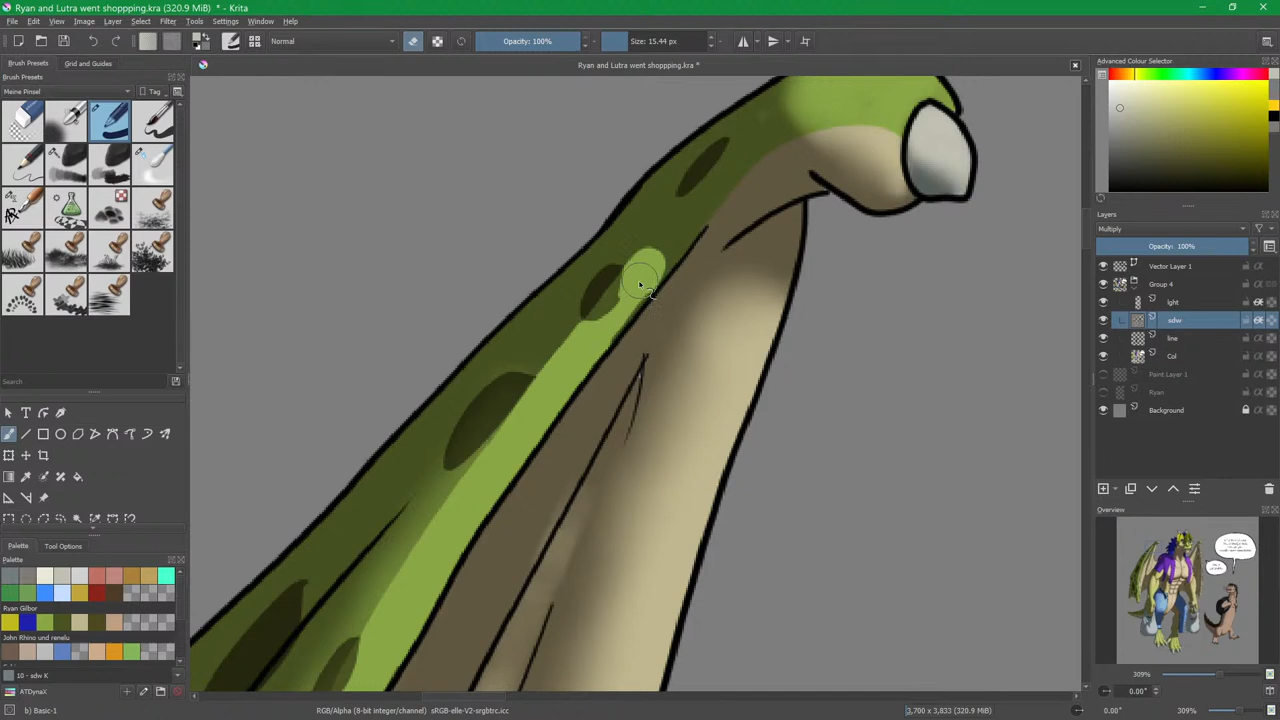 Ryan and Lutra went shoppping.kra (320.9 MiB) * - Krita
File Edit View Image Layer Select Filter Tools Settings Window Help
Normal
Opacity: 100%
Size: 15.44 px
Brush Presets
Grid and Guides
Ryan and Lutra went shoppping.kra *
Brush Presets
Meine Pinsel
Tag
Search
Palette
Tool Options
Palette
Ryan Gilbor
John Rhino und renelu
10 - sdw K
ATDynaX
b) Basic-1
RGB/Alpha (8-bit integer/channel) sRGB-elle-V2-srgbtrc.icc
3,700 x 3,833 (320.9 MiB)
0.00°
309%
Advanced Colour Selector
Layers
Multiply
Opacity: 100%
Vector Layer 1
Group 4
lght
sdw
line
Col
Paint Layer 1
Ryan
Background
Overview
309%
0.00°